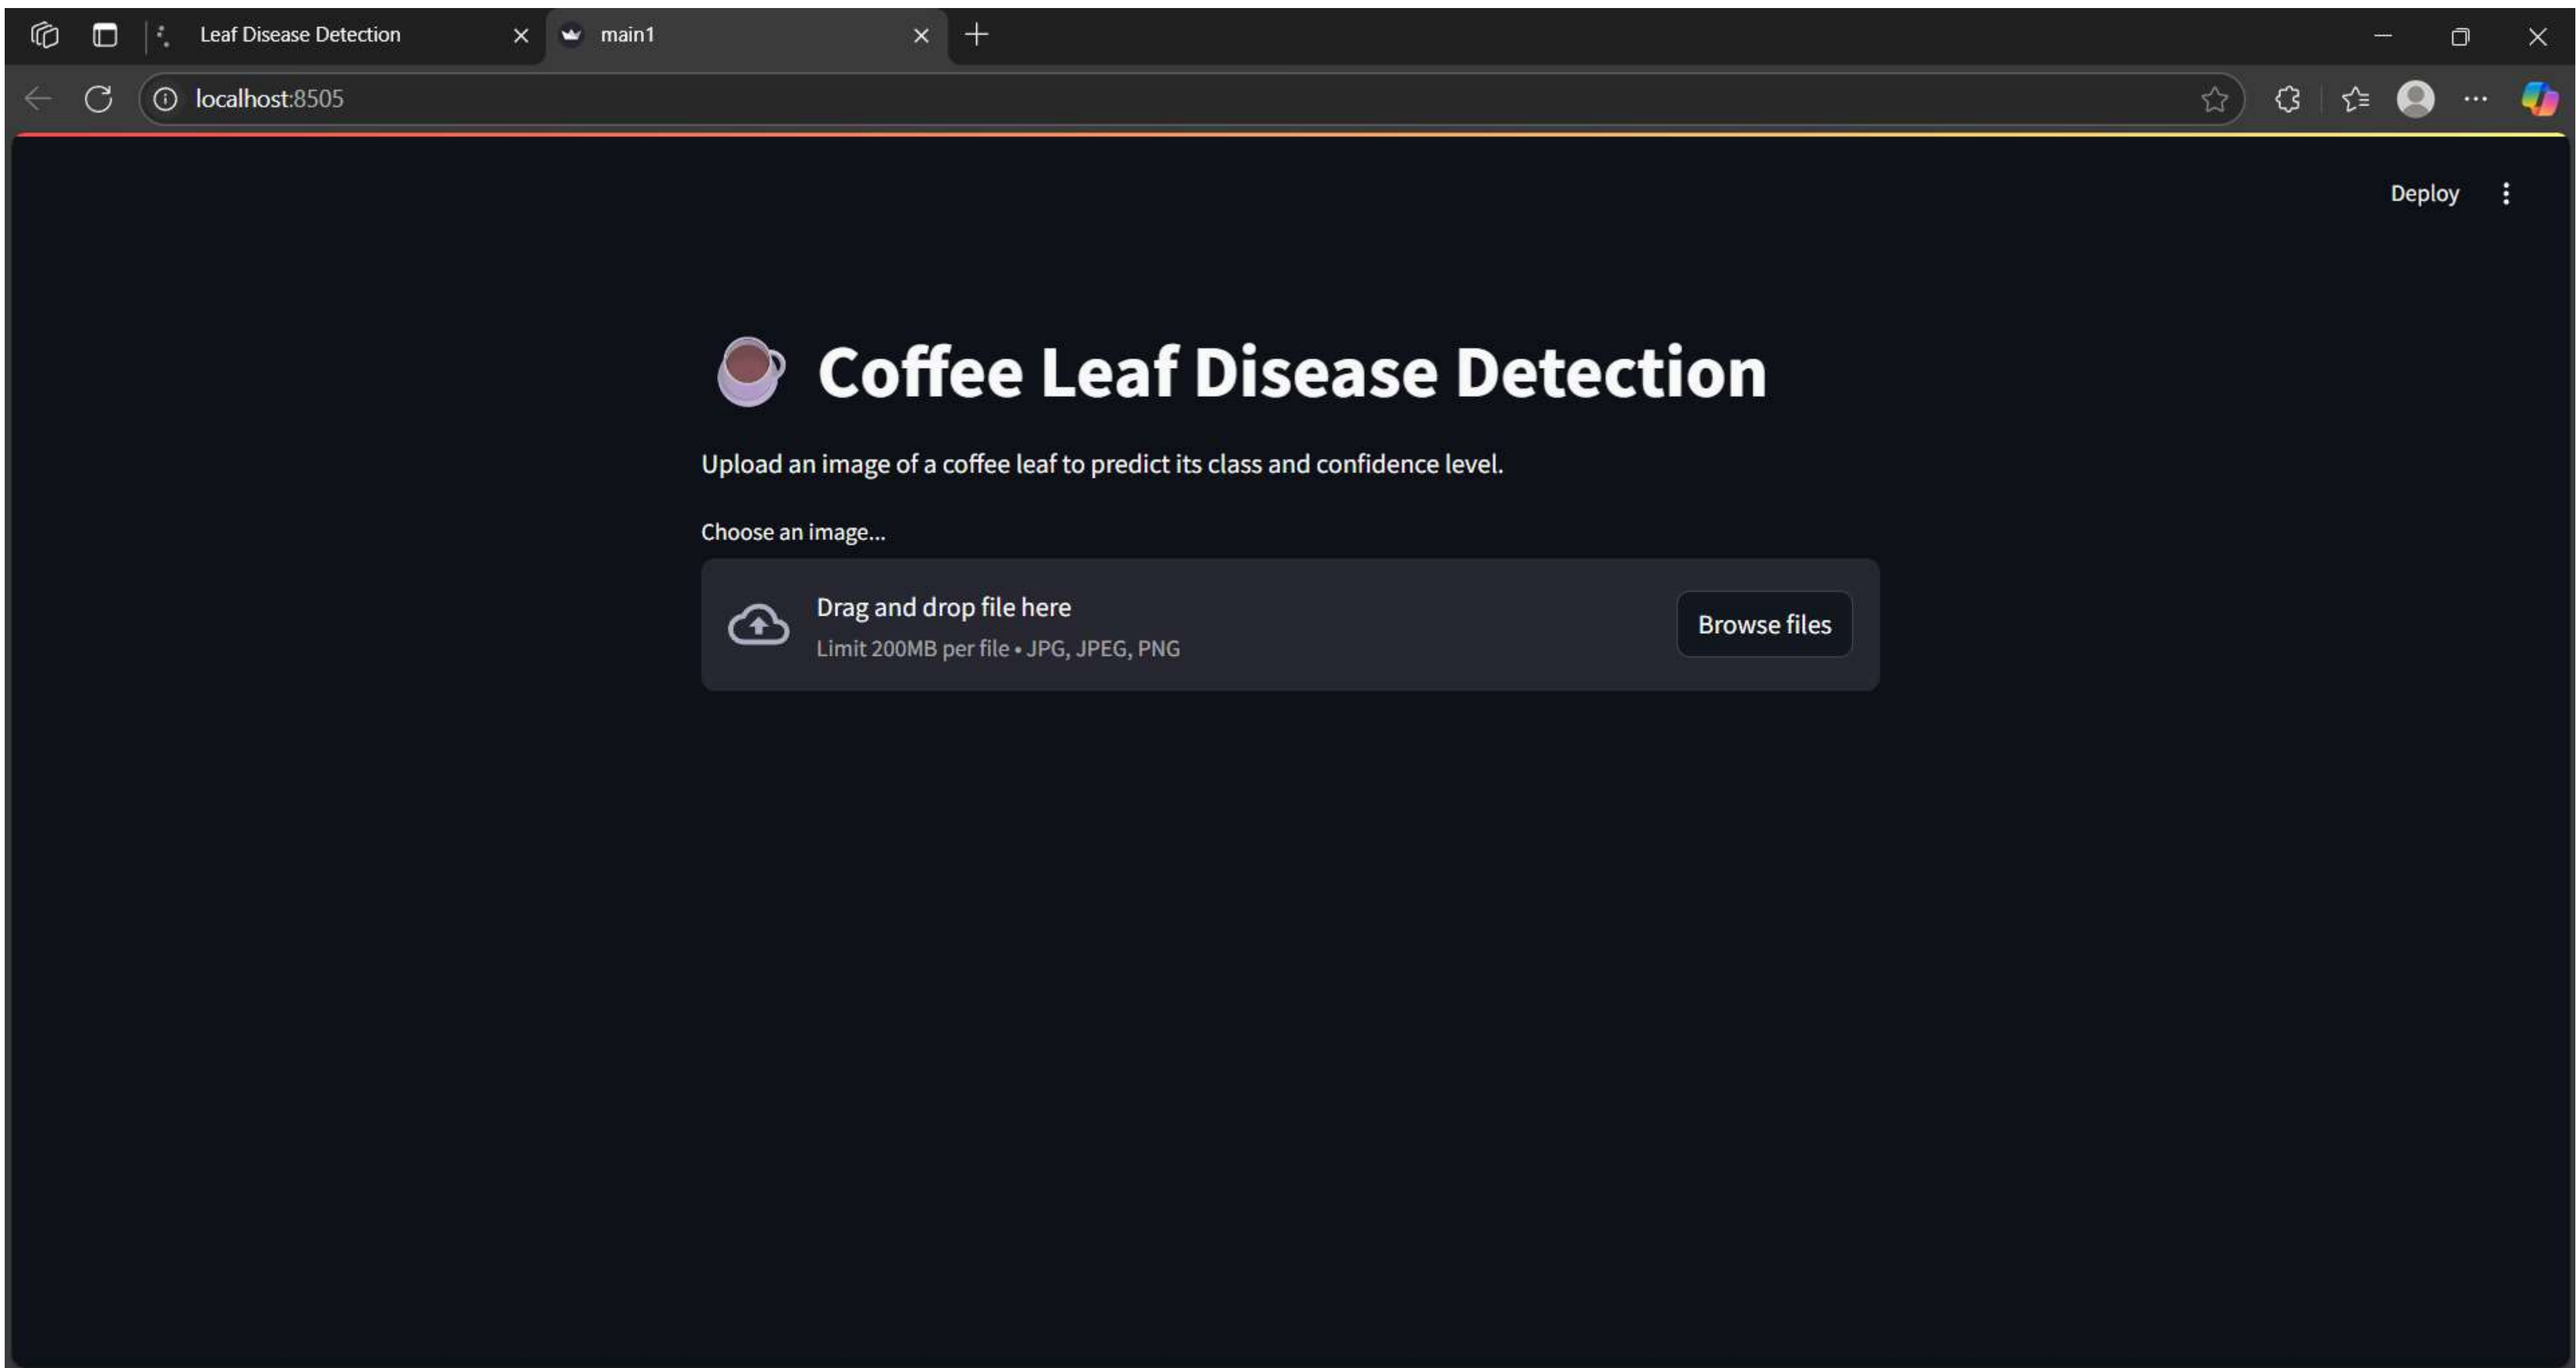 Leaf Disease Detection
main1
localhost:8505
Deploy
Coffee Leaf Disease Detection
Upload an image of a coffee leaf to predict its class and confidence level.
Choose an image...
Drag and drop file here
Limit 200MB per file • JPG, JPEG, PNG
Browse files